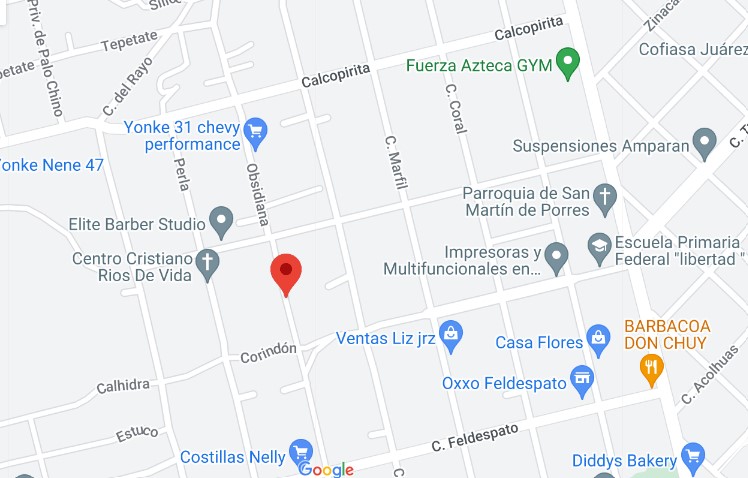 Priv. de Palo Chino
Tepetate
Tepetate
C. del Rayo
Calcopirita
Calcopirita
Zinaca
Cofiasa Juárez
Fuerza Azteca GYM
C. Coral
C. Marfil
Yonke 31 chevy
performance
Yonke Nene 47
Perla
Obsidiana
Suspensiones Amparan
C. T
Parroquia de San
Martín de Porres
Elite Barber Studio
Centro Cristiano
Rios De Vida
Impresoras y
Multifuncionales en...
Escuela Primaria
Federal "libertad "
Ventas Liz jrz
Casa Flores
BARBACOA
DON CHUY
Corindón
Calhidra
Oxxo Feldespato
C. Acolhuas
Estuco
C. Feldespato
Costillas Nelly
Google
C.
Diddys Bakery